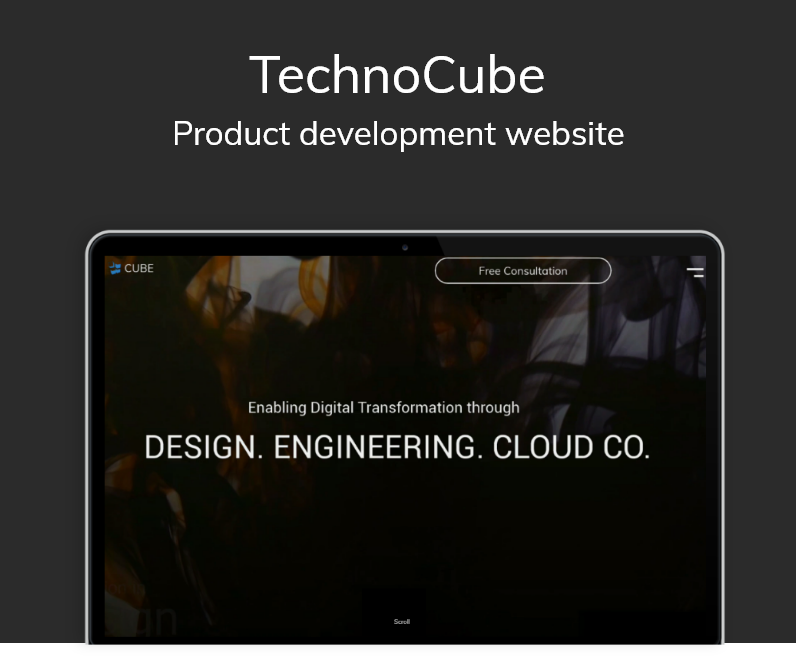 TechnoCube
Product development website
CUBE
Free Consultation
Enabling Digital Transformation through
DESIGN. ENGINEERING. CLOUD CO.
Scroll